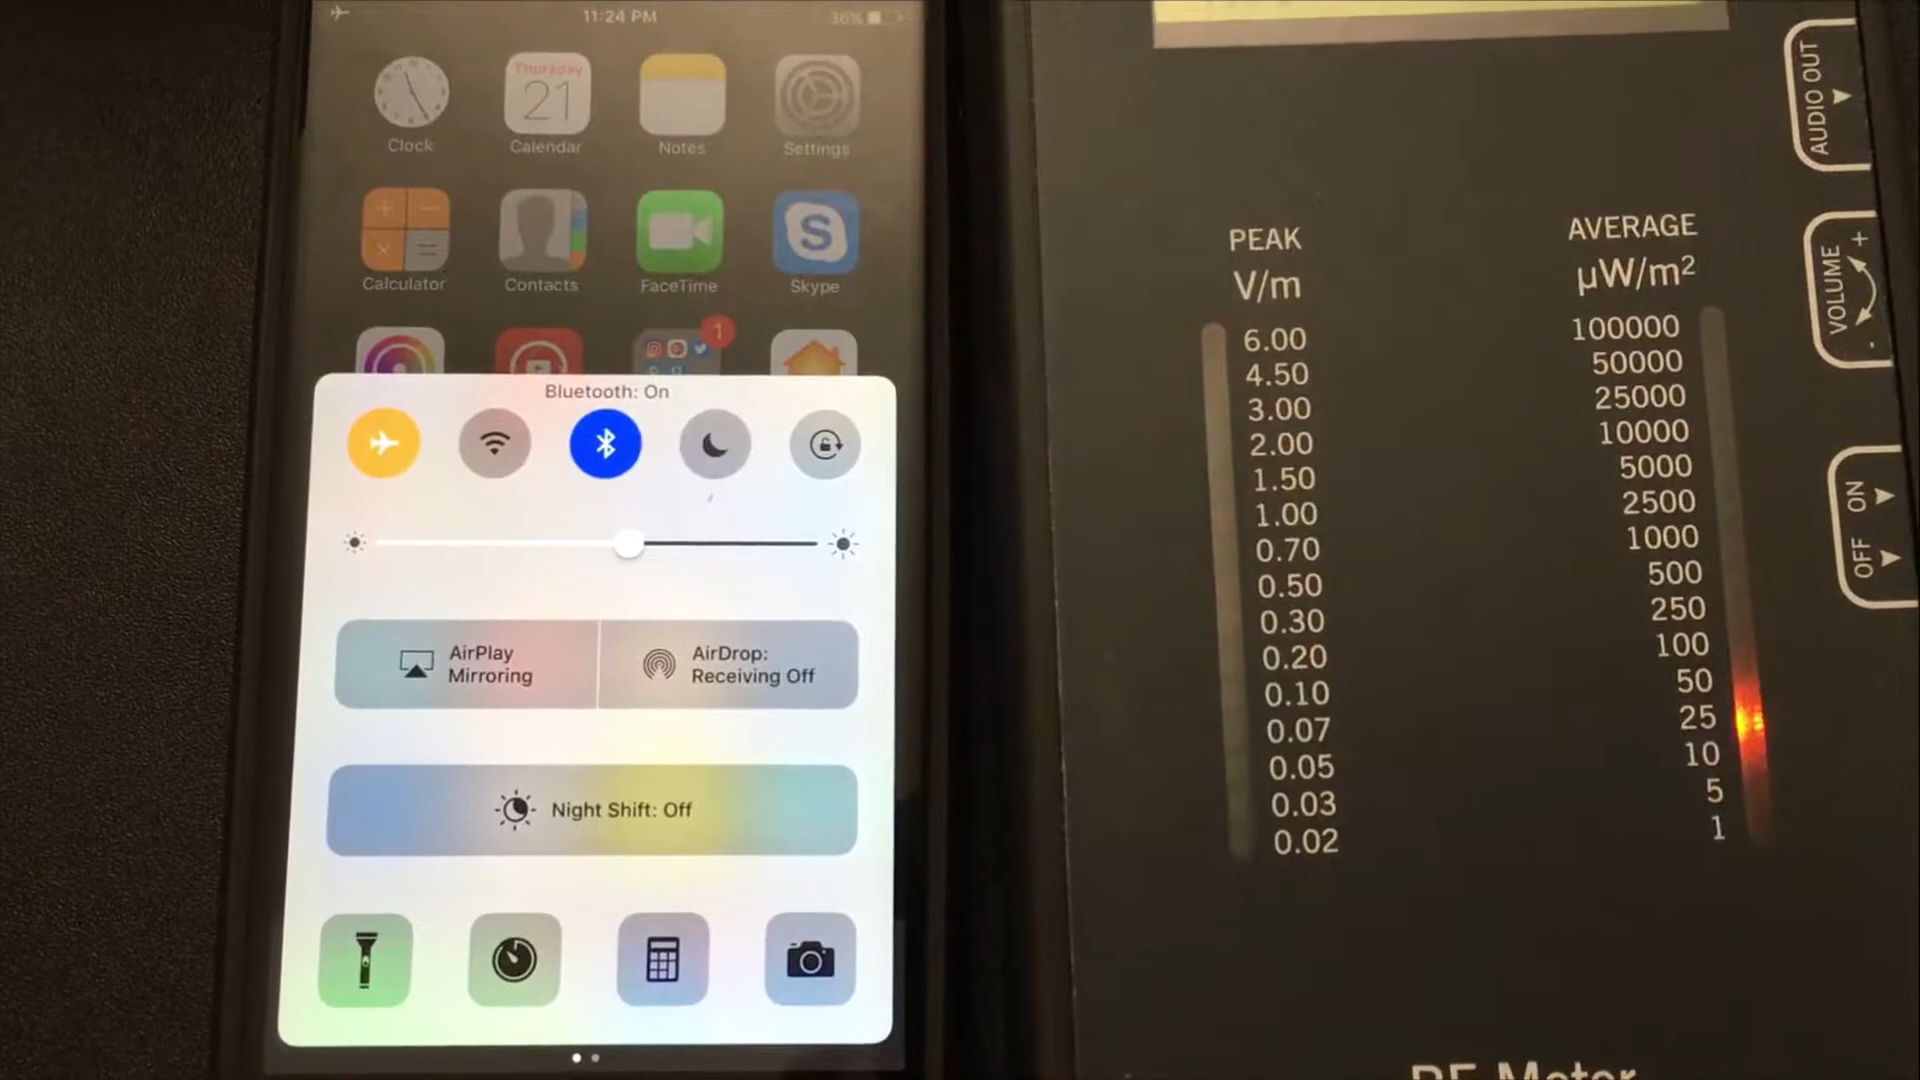 11:24 PM
36%
Thursday
21
Clock
Calendar
Notes
Settings
Calculator
Contacts
FaceTime
Skype
S
1
Bluetooth: On
AirPlay
Mirroring
AirDrop:
Receiving Off
Night Shift: Off
PEAK
V/m
6.00
4.50
3.00
2.00
1.50
1.00
0.70
0.50
0.30
0.20
0.10
0.07
0.05
0.03
0.02
AVERAGE
µW/m²
100000
50000
25000
10000
5000
2500
1000
500
250
100
50
25
10
5
1
AUDIO OUT
VOLUME
+
-
OFF ON
RF Meter